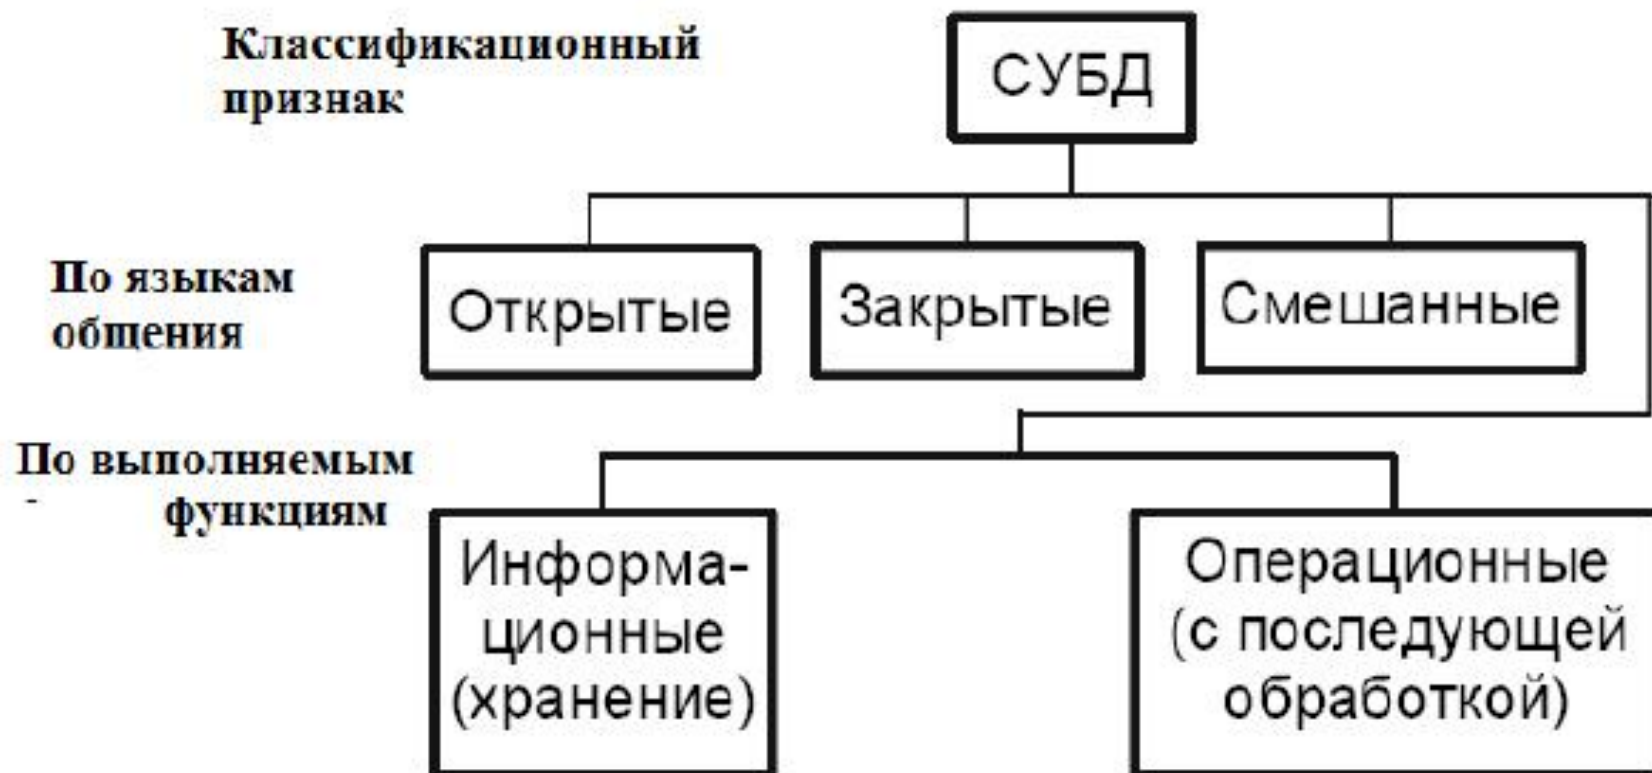 Классификационный
признак
СУБД
По языкам
общения
Открытые
Закрытые
Смешанные
По выполняемым
- функциям
Информа-
ционные
(хранение)
Операционные
(с последующей
обработкой)